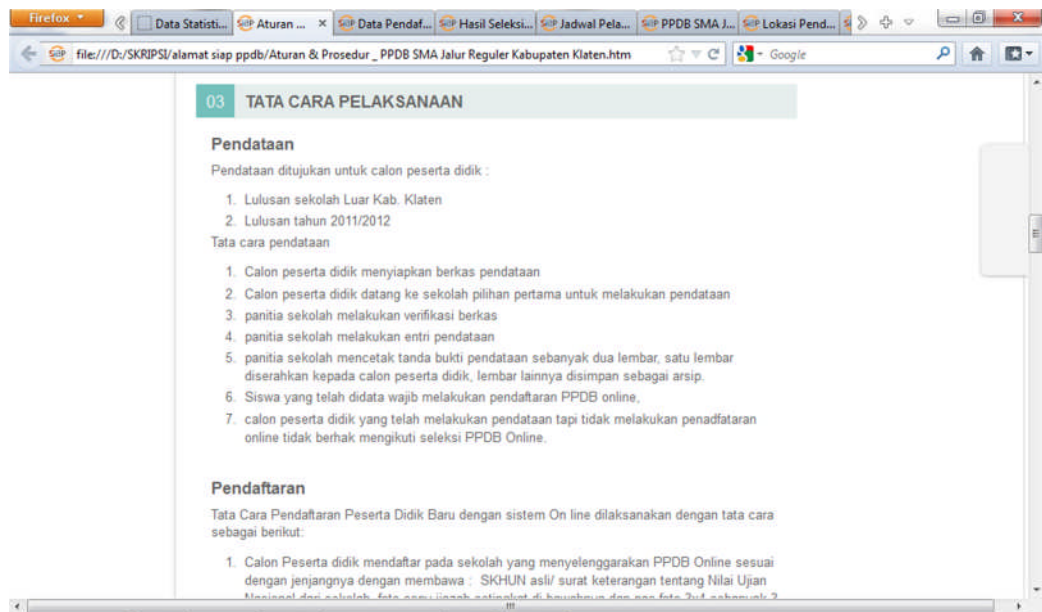 Firefox
Data Statisti...
Aturan ...
Data Pendaf...
Hasil Seleksi...
Jadwal Pela...
PPDB SMA J...
Lokasi Pend...
file:///D:/SKRIPSI/alamat siap ppdb/Aturan & Prosedur _ PPDB SMA Jalur Reguler Kabupaten Klaten.htm
Google
03 TATA CARA PELAKSANAAN
Pendataan
Pendataan ditujukan untuk calon peserta didik :
1. Lulusan sekolah Luar Kab. Klaten
2. Lulusan tahun 2011/2012
Tata cara pendataan
1. Calon peserta didik menyiapkan berkas pendataan
2. Calon peserta didik datang ke sekolah pilihan pertama untuk melakukan pendataan
3. panitia sekolah melakukan verifikasi berkas
4. panitia sekolah melakukan entri pendataan
5. panitia sekolah mencetak tanda bukti pendataan sebanyak dua lembar, satu lembar
diserahkan kepada calon peserta didik, lembar lainnya disimpan sebagai arsip.
6. Siswa yang telah didata wajib melakukan pendaftaran PPDB online,
7. calon peserta didik yang telah melakukan pendataan tapi tidak melakukan penadfataran
online tidak berhak mengikuti seleksi PPDB Online.
Pendaftaran
Tata Cara Pendaftaran Peserta Didik Baru dengan sistem On line dilaksanakan dengan tata cara
sebagai berikut:
1. Calon Peserta didik mendaftar pada sekolah yang menyelenggarakan PPDB Online sesuai
dengan jenjangnya dengan membawa : SKHUN asli/ surat keterangan tentang Nilai Ujian